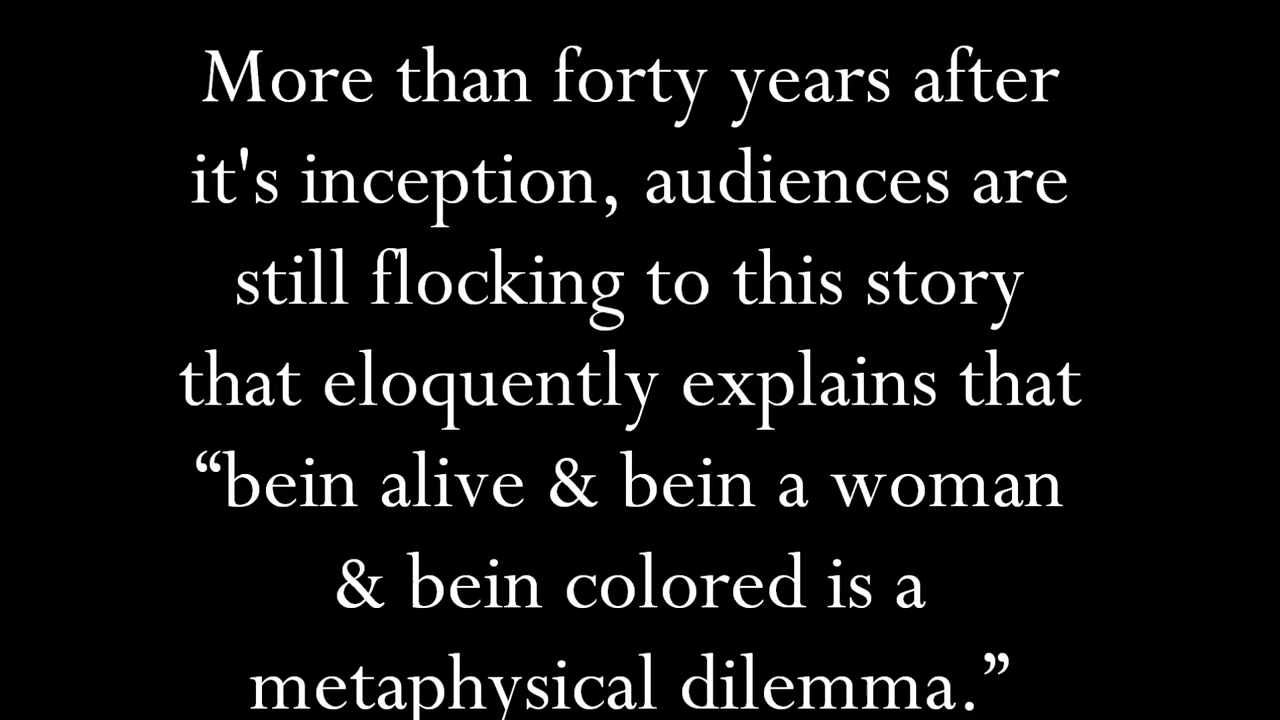 More than forty years after
it's inception, audiences are
still flocking to this story
that eloquently explains that
“bein alive & bein a woman
& bein colored is a
metaphysical dilemma.”